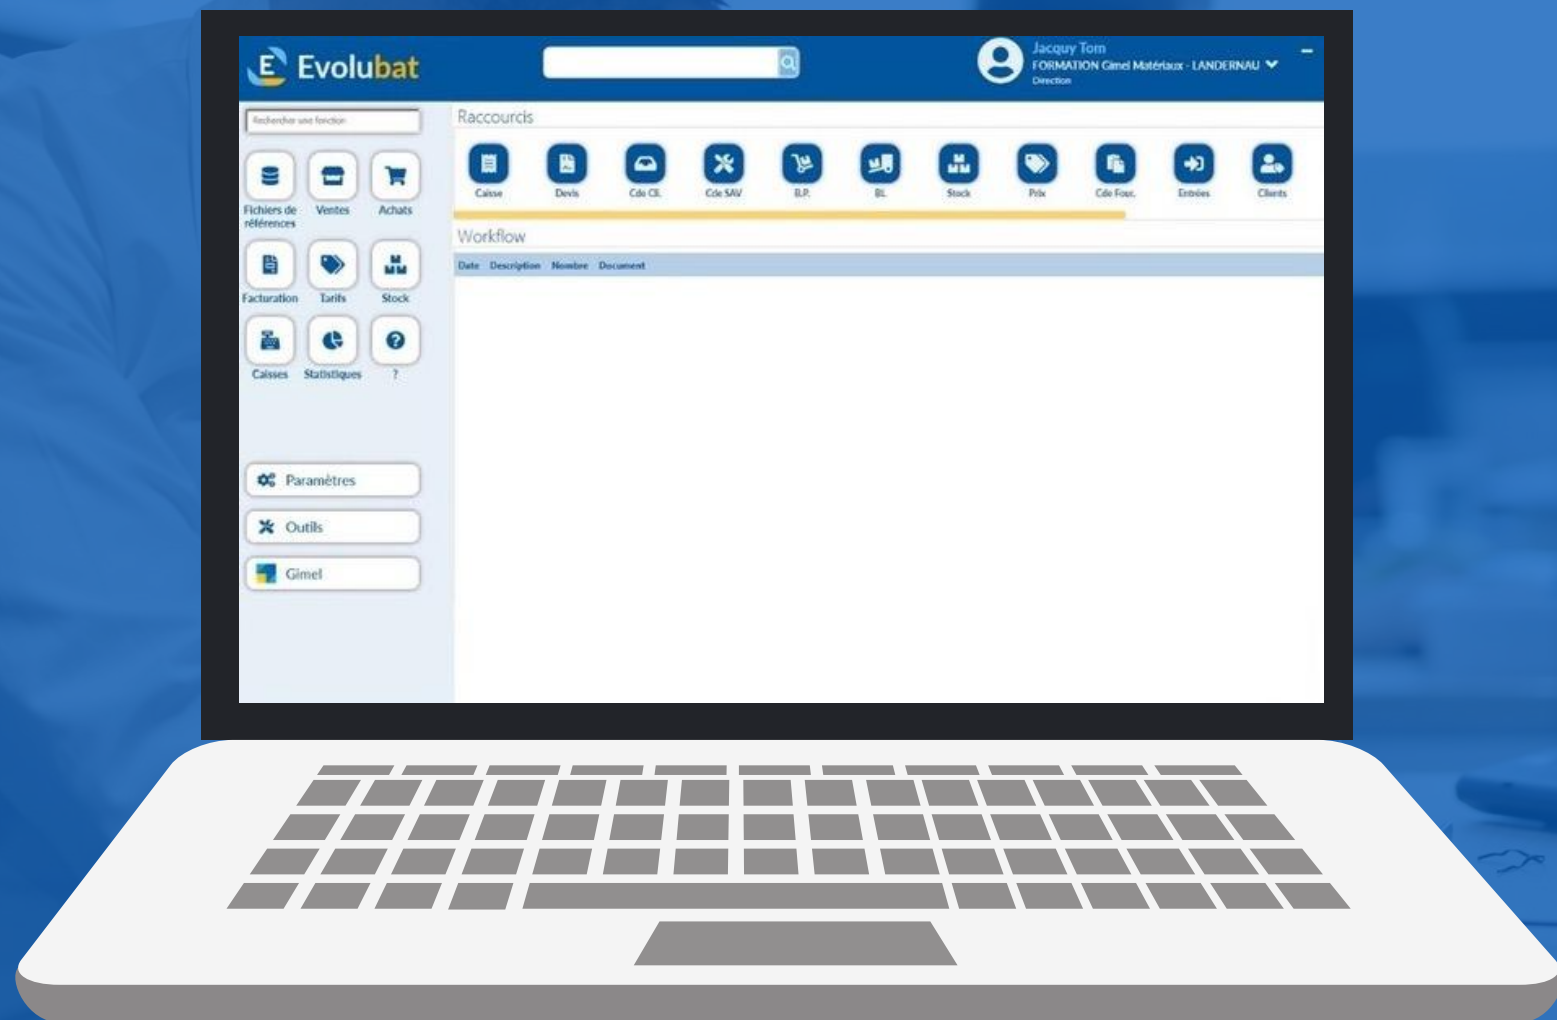 E Evolubat
Jacquy Tom
FORMATION Gimel Matériaux - LANDERNAU
Direction
Rechercher une fonction
Fichiers de
références
Ventes
Achats
Facturation
Tarifs
Stock
Caisses
Statistiques
?
Paramètres
Outils
Gimel
Raccourcis
Caisse
Devis
Cde Cli.
Cde SAV
B.P.
BL
Stock
Prix
Cde Four.
Entrées
Clients
Workflow
Date Description Nombre Document